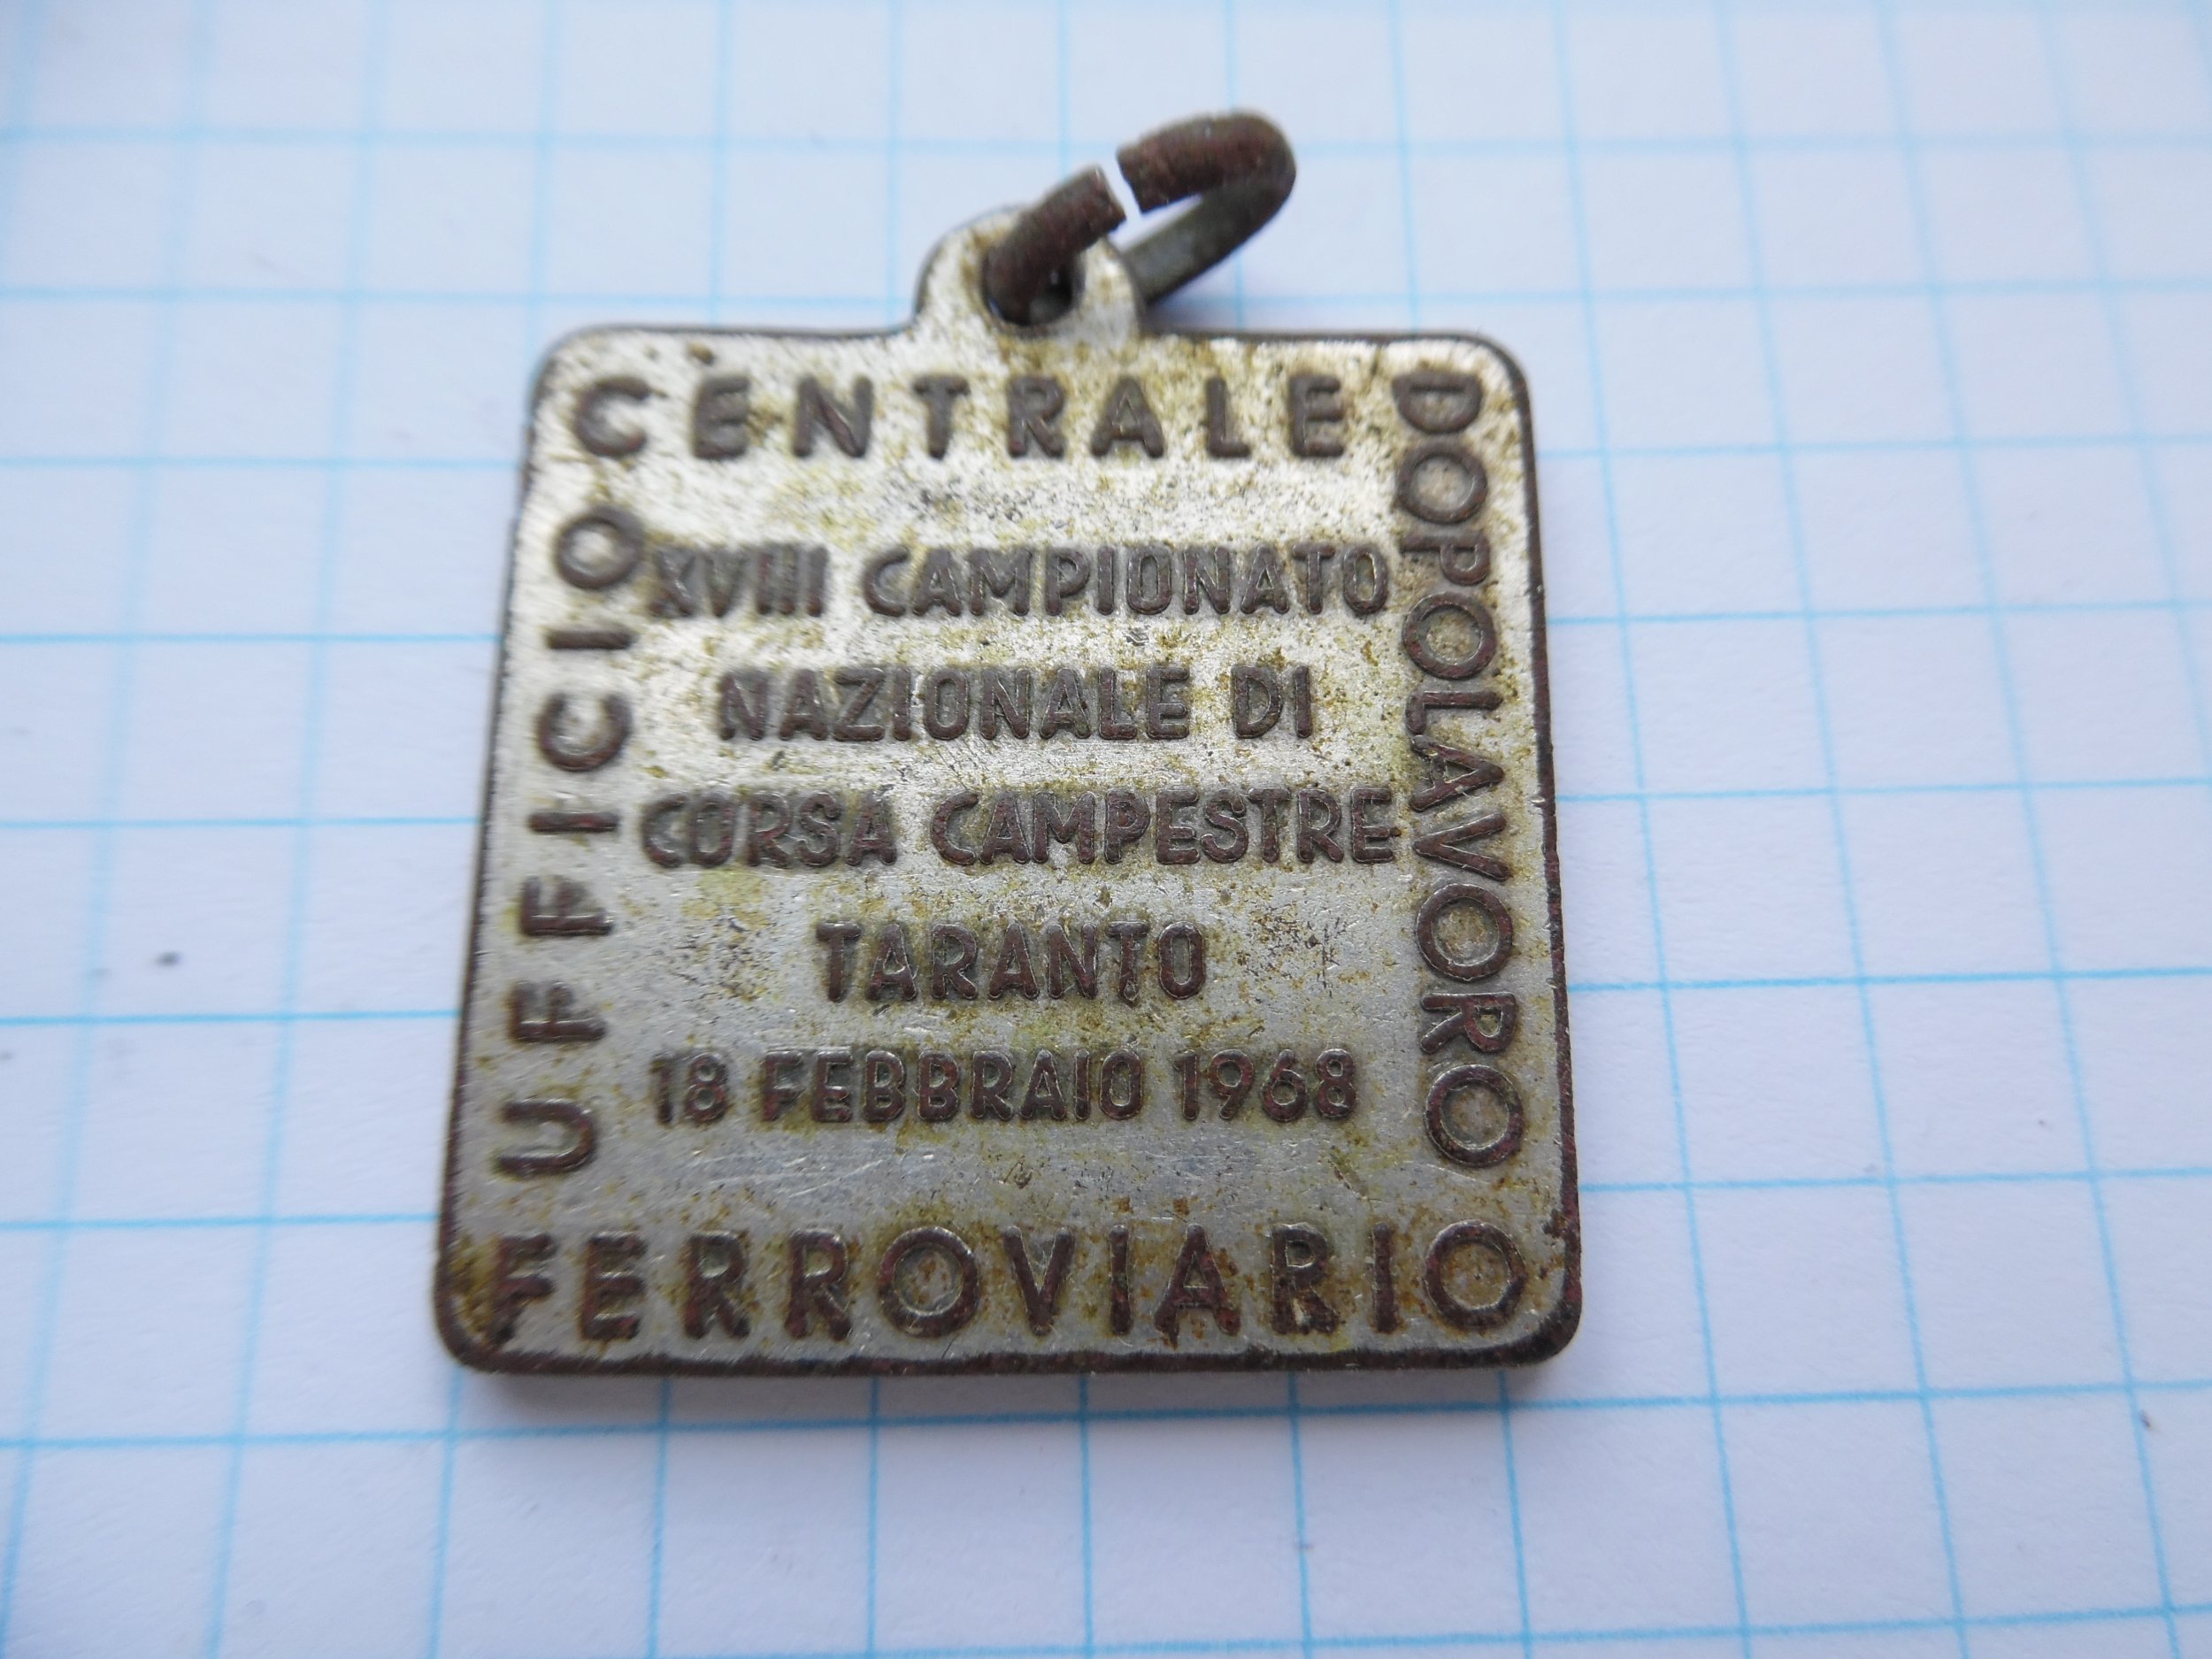 UFFICIO
CENTRALE
DOPOLAVORO
FERROVIARIO
XVIII CAMPIONATO
NAZIONALE DI
CORSA CAMPESTRE
TARANTO
18 FEBBRAIO 1968